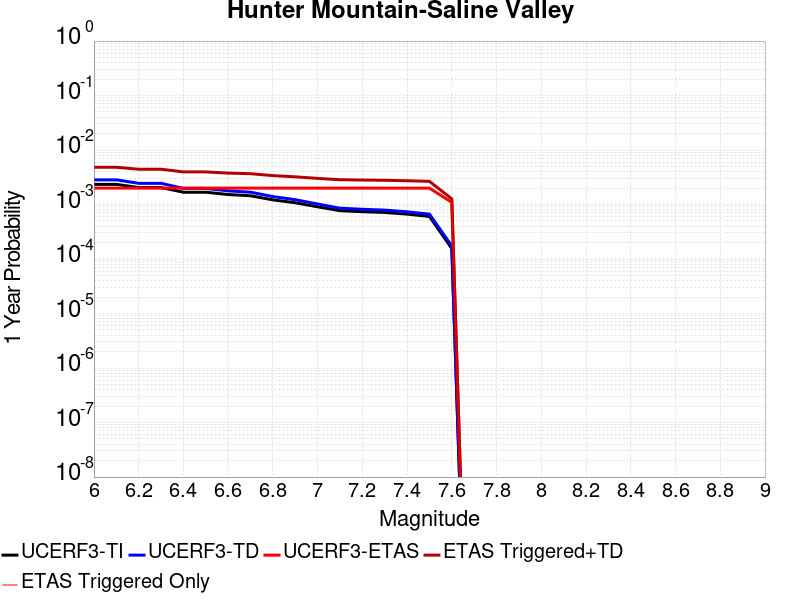 Hunter Mountain-Saline Valley
10^0
10^-1
10^-2
10^-3
10^-4
10^-5
10^-6
10^-7
10^-8
1 Year Probability
6 6.2 6.4 6.6 6.8 7 7.2 7.4 7.6 7.8 8 8.2 8.4 8.6 8.8 9
Magnitude
UCERF3-TI UCERF3-TD UCERF3-ETAS ETAS Triggered+TD
ETAS Triggered Only